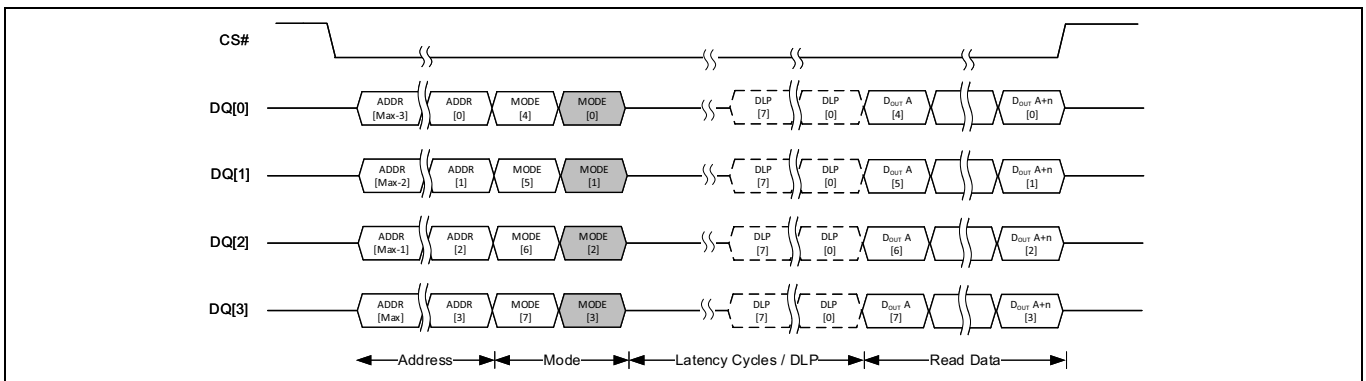 CS#
DQ[0] ADDR [Max-3] ADDR [0] MODE [4] MODE [0] DLP [7] DLP [0] DOUT A [4] DOUT A+n [0]
DQ[1] ADDR [Max-2] ADDR [1] MODE [5] MODE [1] DLP [7] DLP [0] DOUT A [5] DOUT A+n [1]
DQ[2] ADDR [Max-1] ADDR [2] MODE [6] MODE [2] DLP [7] DLP [0] DOUT A [6] DOUT A+n [2]
DQ[3] ADDR [Max] ADDR [3] MODE [7] MODE [3] DLP [7] DLP [0] DOUT A [7] DOUT A+n [3]
Address Mode Latency Cycles / DLP Read Data